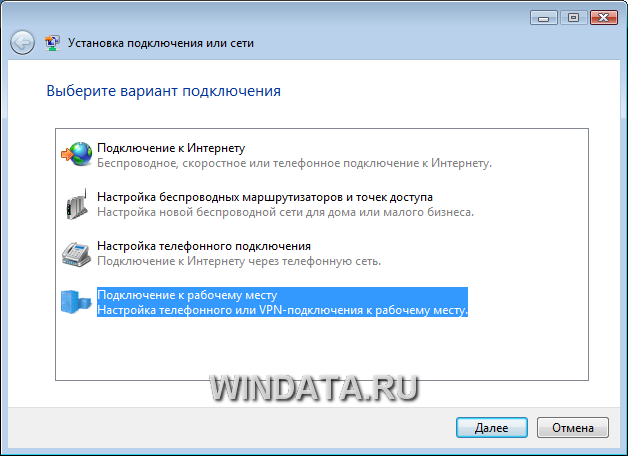 Установка подключения или сети
Выберите вариант подключения
Подключение к Интернету
Беспроводное, скоростное или телефонное подключение к Интернету.
Настройка беспроводных маршрутизаторов и точек доступа
Настройка новой беспроводной сети для дома или малого бизнеса.
Настройка телефонного подключения
Подключение к Интернету через телефонную сеть.
Подключение к рабочему месту
Настройка телефонного или VPN-подключения к рабочему месту.
WINDATA.RU
Далее
Отмена